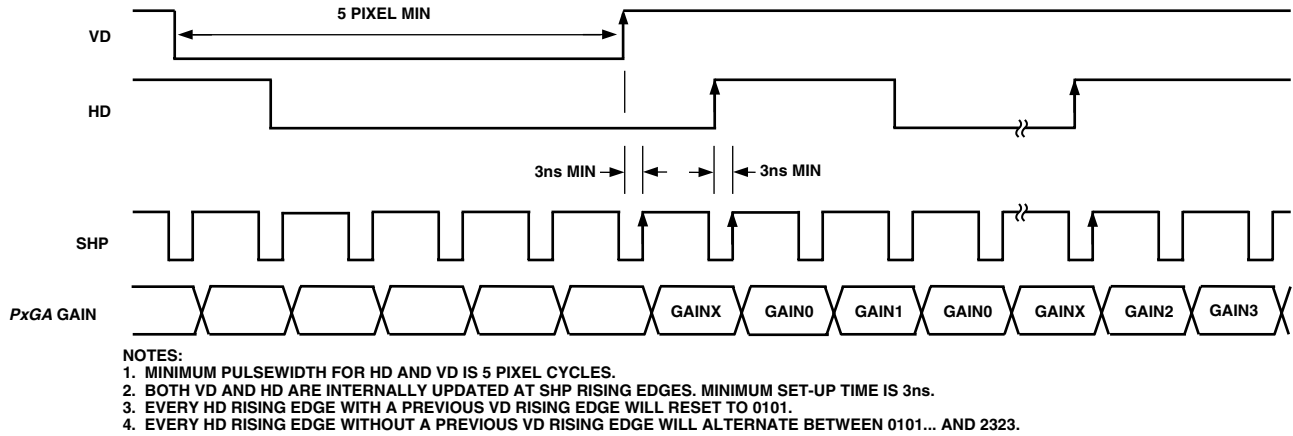 5 PIXEL MIN
VD
HD
3ns MIN
3ns MIN
SHP
PxGA GAIN
GAINX
GAIN0
GAIN1
GAIN0
GAINX
GAIN2
GAIN3
NOTES:
1. MINIMUM PULSEWIDTH FOR HD AND VD IS 5 PIXEL CYCLES.
2. BOTH VD AND HD ARE INTERNALLY UPDATED AT SHP RISING EDGES. MINIMUM SET-UP TIME IS 3ns.
3. EVERY HD RISING EDGE WITH A PREVIOUS VD RISING EDGE WILL RESET TO 0101.
4. EVERY HD RISING EDGE WITHOUT A PREVIOUS VD RISING EDGE WILL ALTERNATE BETWEEN 0101... AND 2323.